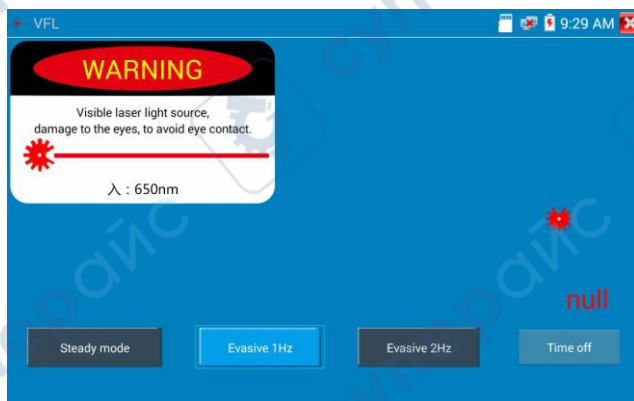 VFL
9:29 AM
WARNING
Visible laser light source,
damage to the eyes, to avoid eye contact.
入 : 650nm
null
Steady mode
Evasive 1Hz
Evasive 2Hz
Time off